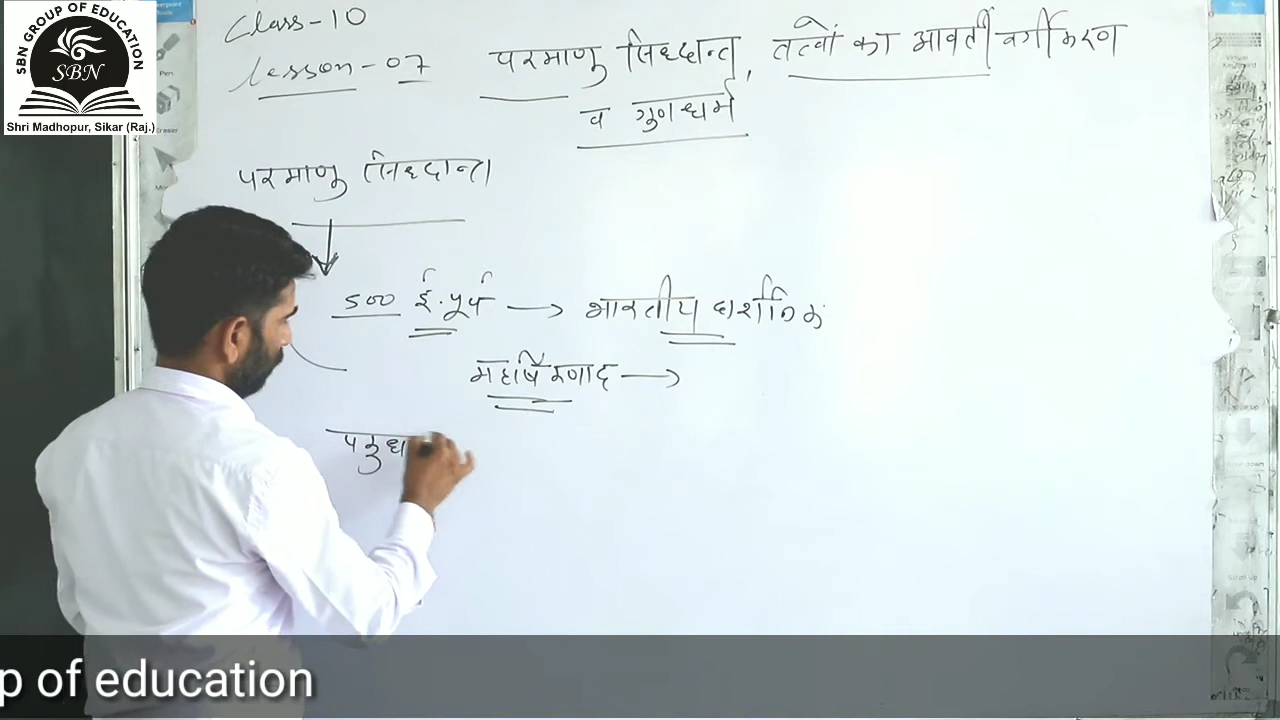 SBN GROUP OF EDUCATION
SBN
Shri Madhopur, Sikar (Raj.)
Class-10
Lesson-07 परमाणु सिद्धान्त, तत्वों का आवर्ती वर्गीकरण
व गुणधर्म
परमाणु सिद्धान्त
500 ई.पूर्व → भारतीय दार्शनिक
महर्षि कणाद →
p of education